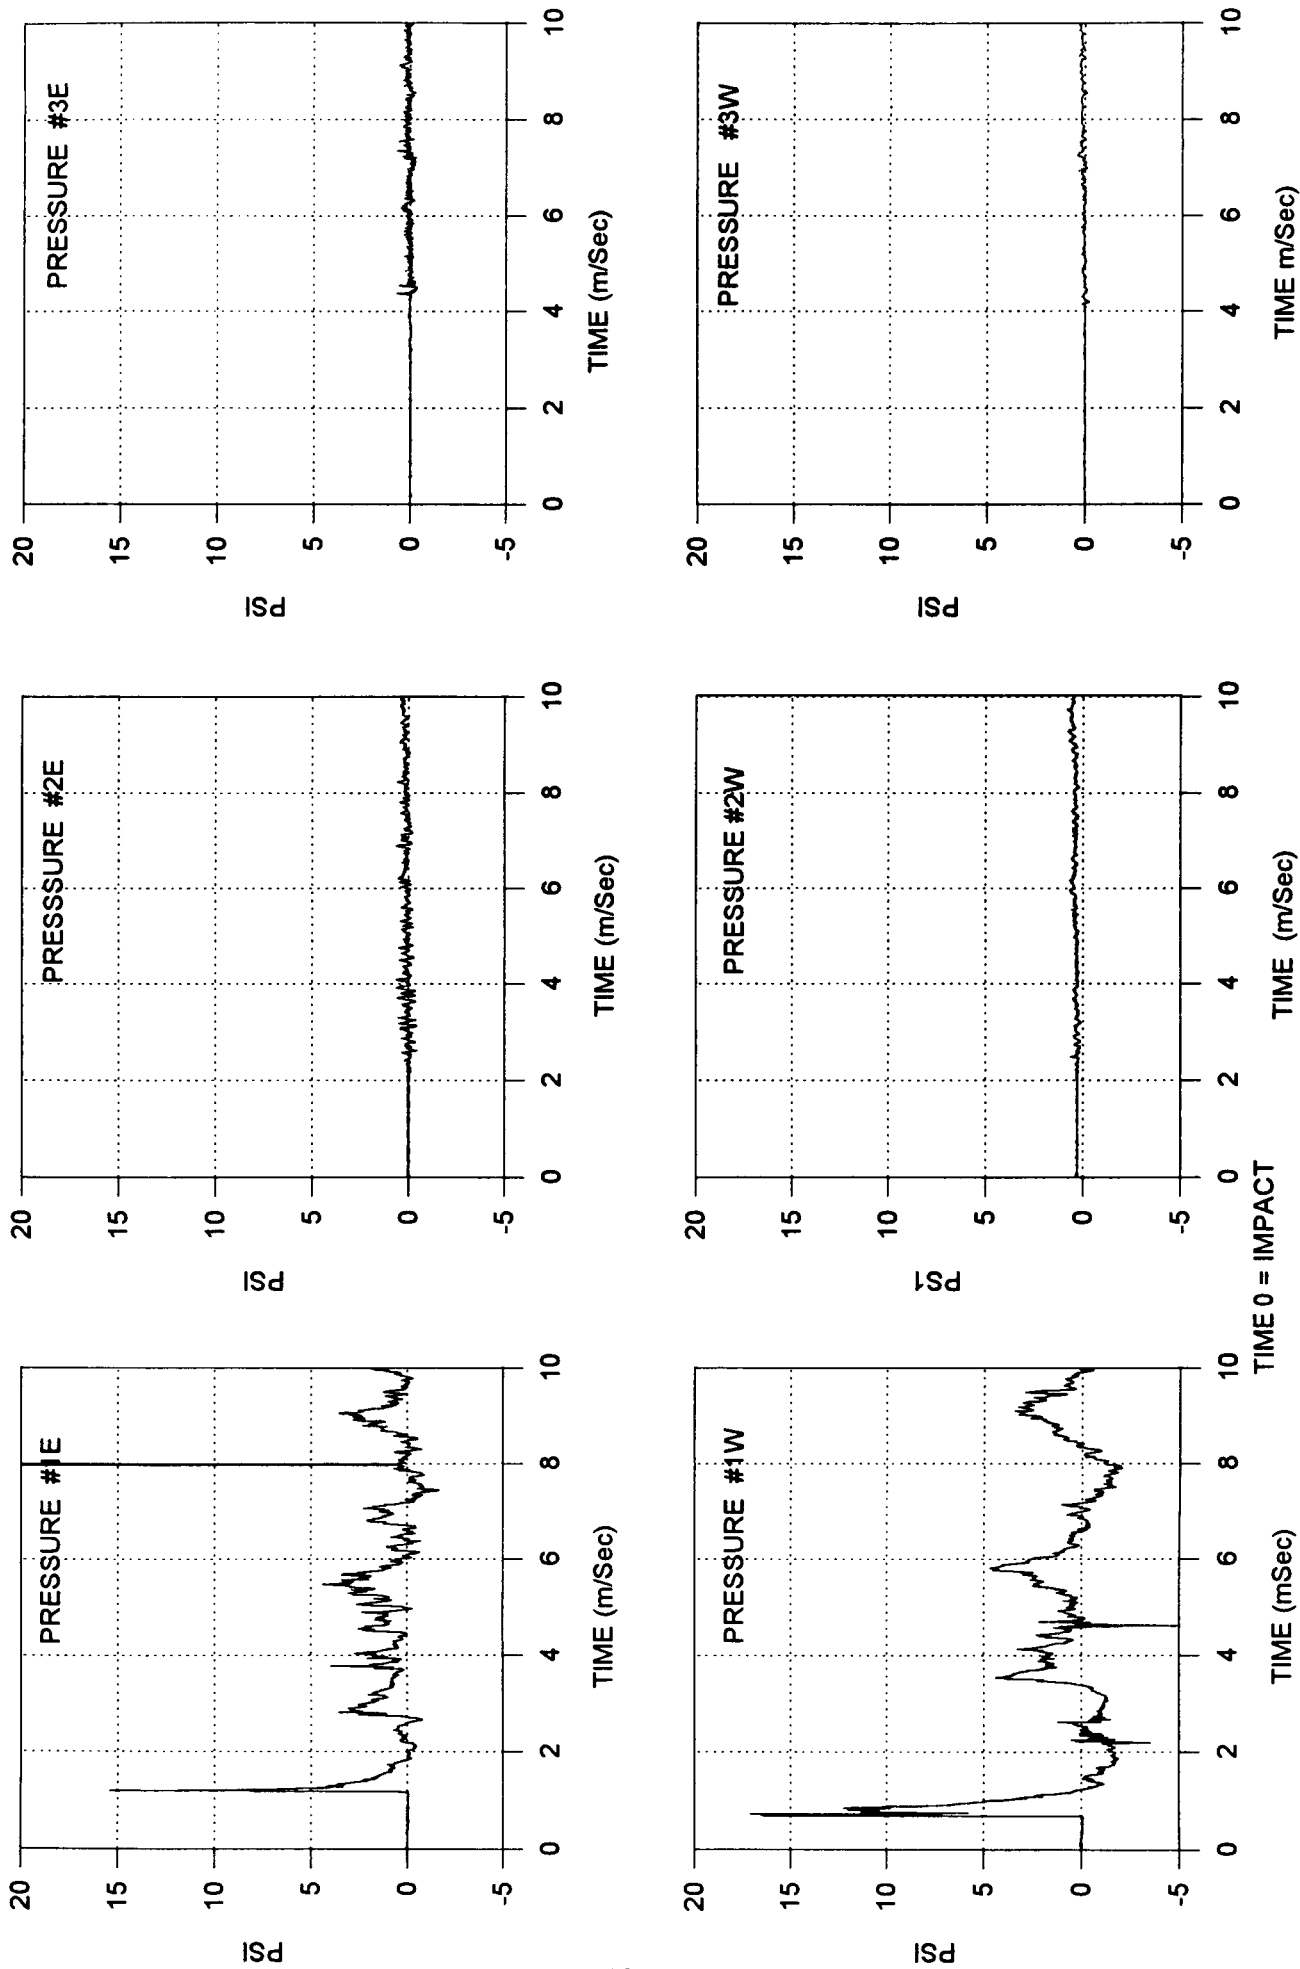 PRESSURE #1E
PSI
20
15
10
5
0
-5
0 2 4 6 8 10
TIME (m/Sec)
PRESSSURE #2E
PSI
20
15
10
5
0
-5
0 2 4 6 8 10
TIME (m/Sec)
PRESSURE #3E
PSI
20
15
10
5
0
-5
0 2 4 6 8 10
TIME (m/Sec)
PRESSURE #1W
PSI
20
15
10
5
0
-5
0 2 4 6 8 10
TIME (mSec)
PRESSURE #2W
PS1
20
15
10
5
0
-5
0 2 4 6 8 10
TIME (m/Sec)
PRESSURE #3W
PSI
20
15
10
5
0
-5
0 2 4 6 8 10
TIME m/Sec)
TIME 0 = IMPACT